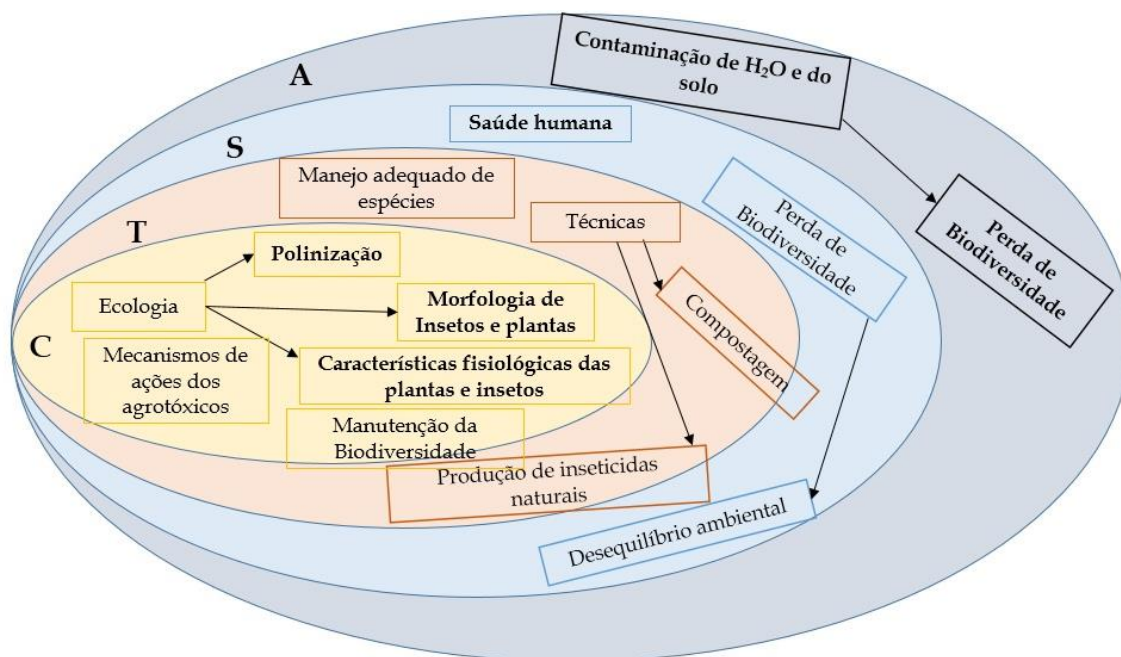 A
Contaminação de H₂O e do
solo
S
Saúde humana
Manejo adequado de
espécies
Perda de
Biodiversidade
Perda de
Biodiversidade
T
Técnicas
Polinização
Ecologia
Morfologia de
Insetos e plantas
Compostagem
C
Mecanismos de
ações dos
agrotóxicos
Características fisiológicas das
plantas e insetos
Manutenção da
Biodiversidade
Produção de inseticidas
naturais
Desequilíbrio ambiental